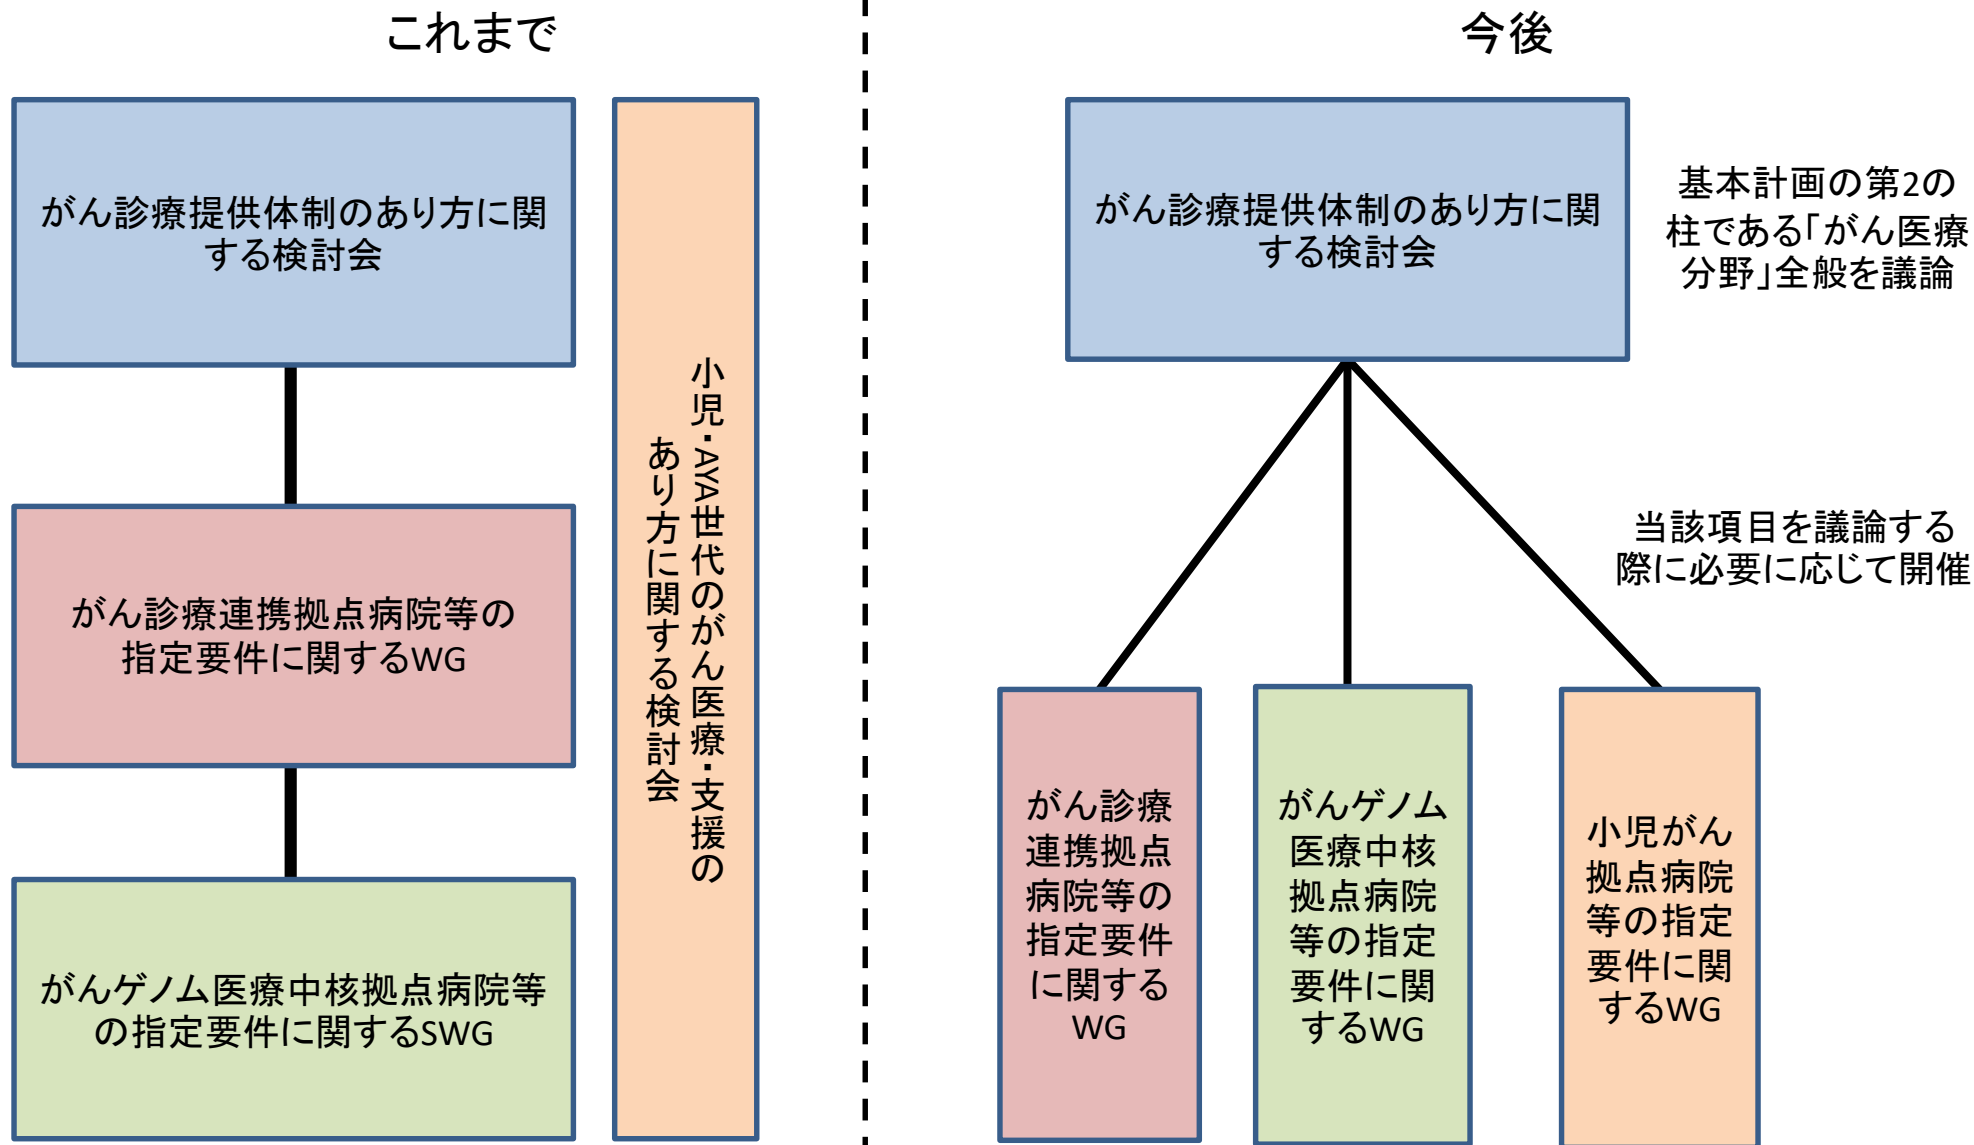 これまで
がん診療提供体制のあり方に関
する検討会
がん診療連携拠点病院等の
指定要件に関するWG
がんゲノム医療中核拠点病院等
の指定要件に関するSWG
小児・AYA世代のがん医療・支援の
あり方に関する検討会
今後
がん診療提供体制のあり方に関
する検討会
基本計画の第2の
柱である「がん医療
分野」全般を議論
当該項目を議論する
際に必要に応じて開催
がん診療
連携拠点
病院等の
指定要件
に関する
WG
がんゲノム
医療中核
拠点病院
等の指定
要件に関
するWG
小児がん
拠点病院
等の指定
要件に関
するWG